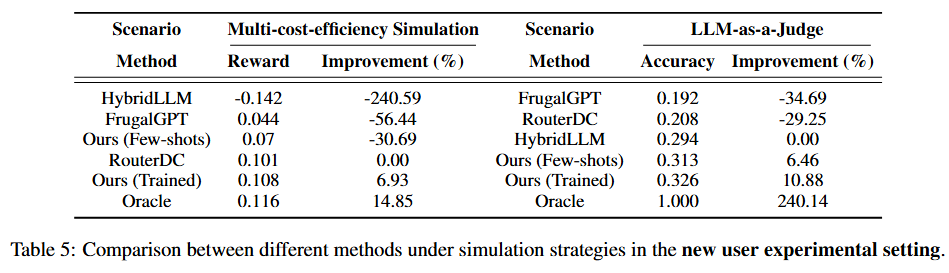 Scenario Multi-cost-efficiency Simulation Scenario LLM-as-a-Judge
Method Reward Improvement (%) Method Accuracy Improvement (%)
HybridLLM -0.142 -240.59 FrugalGPT 0.192 -34.69
FrugalGPT 0.044 -56.44 RouterDC 0.208 -29.25
Ours (Few-shots) 0.07 -30.69 HybridLLM 0.294 0.00
RouterDC 0.101 0.00 Ours (Few-shots) 0.313 6.46
Ours (Trained) 0.108 6.93 Ours (Trained) 0.326 10.88
Oracle 0.116 14.85 Oracle 1.000 240.14
Table 5: Comparison between different methods under simulation strategies in the new user experimental setting.